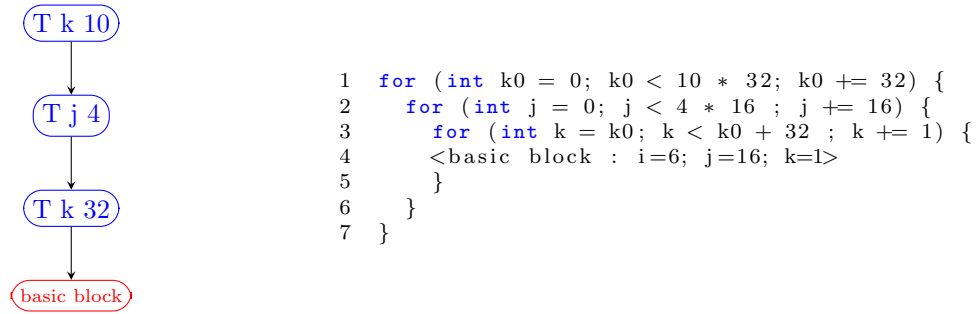 T k 10
T j 4
T k 32
basic block
1 for (int k0 = 0; k0 < 10 * 32; k0 += 32) {
2 for (int j = 0; j < 4 * 16 ; j += 16) {
3 for (int k = k0; k < k0 + 32 ; k += 1) {
4 <basic block : i=6; j=16; k=1>
5 }
6 }
7 }